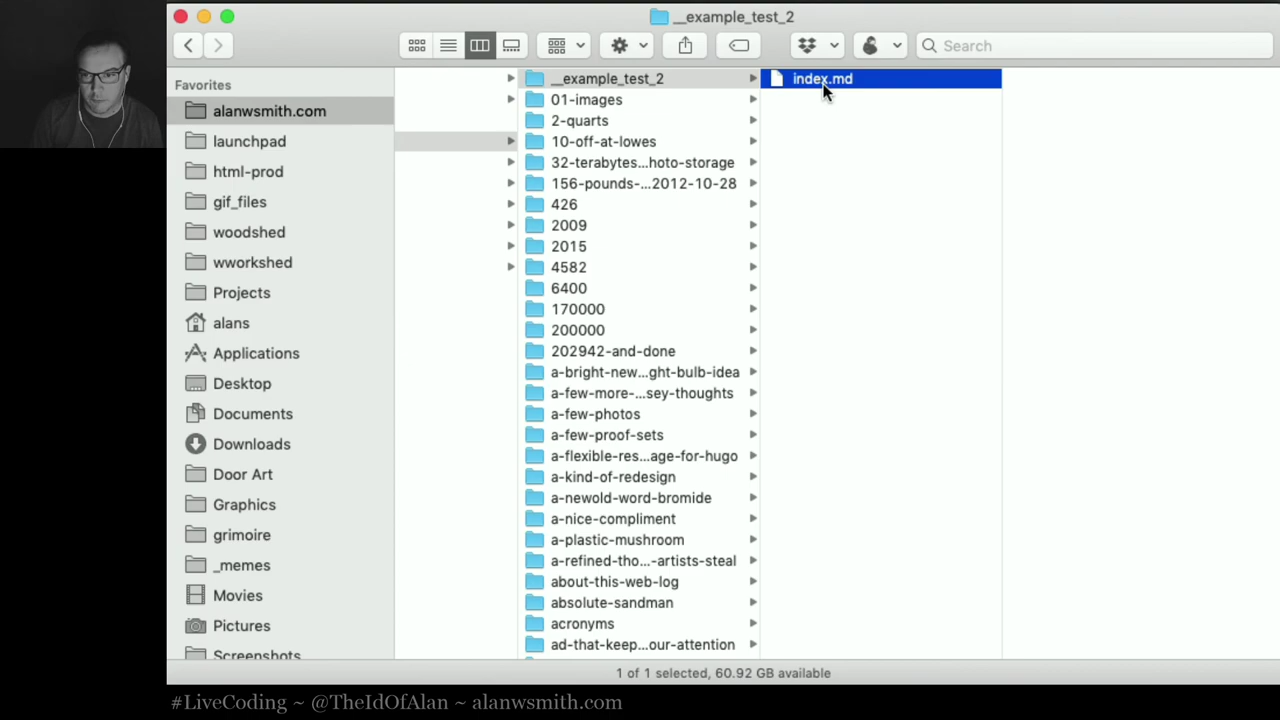 __example_test_2
Search
Favorites
alanwsmith.com
launchpad
html-prod
gif_files
woodshed
wworkshed
Projects
alans
Applications
Desktop
Documents
Downloads
Door Art
Graphics
grimoire
_memes
Movies
Pictures
Screenshots
__example_test_2
01-images
2-quarts
10-off-at-lowes
32-terabytes...hoto-storage
156-pounds-...2012-10-28
426
2009
2015
4582
6400
170000
200000
202942-and-done
a-bright-new...ght-bulb-idea
a-few-more-...sey-thoughts
a-few-photos
a-few-proof-sets
a-flexible-res...age-for-hugo
a-kind-of-redesign
a-newold-word-bromide
a-nice-compliment
a-plastic-mushroom
a-refined-tho...-artists-steal
about-this-web-log
absolute-sandman
acronyms
ad-that-keep...our-attention
index.md
1 of 1 selected, 60.92 GB available
#LiveCoding ~ @TheIdOfAlan ~ alanwsmith.com